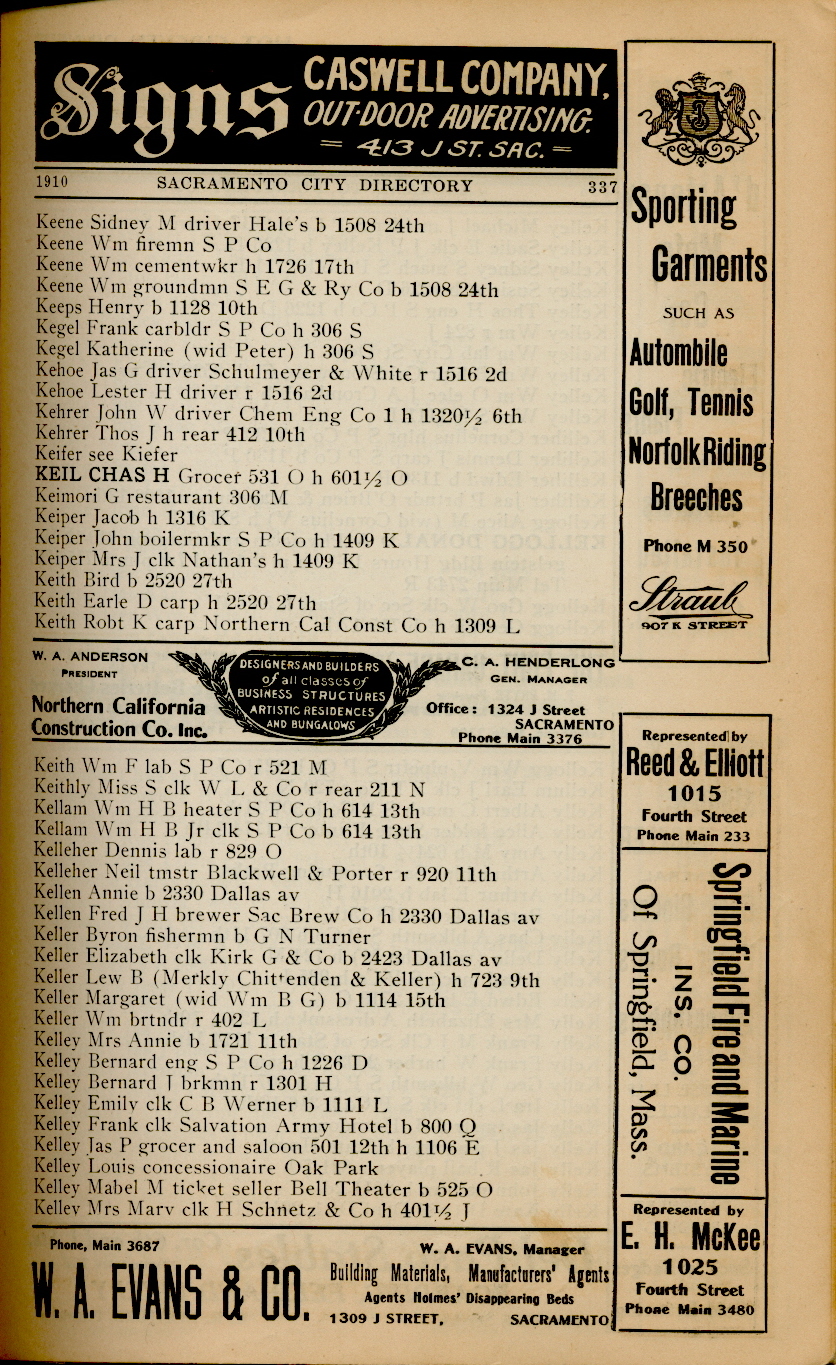 Signs
CASWELL COMPANY,
OUT-DOOR ADVERTISING.
= 413 J ST. SAC. =
1910 SACRAMENTO CITY DIRECTORY 337
Keene Sidney M driver Hale's b 1508 24th
Keene Wm firemn S P Co
Keene Wm cementwkr h 1726 17th
Keene Wm groundmn S E G & Ry Co b 1508 24th
Keeps Henry b 1128 10th
Kegel Frank carbldr S P Co h 306 S
Kegel Katherine (wid Peter) h 306 S
Kehoe Jas G driver Schulmeyer & White r 1516 2d
Kehoe Lester H driver r 1516 2d
Kehrer John W driver Chem Eng Co 1 h 1320½ 6th
Kehrer Thos J h rear 412 10th
Keifer see Kiefer
KEIL CHAS H Grocer 531 O h 601½ O
Keimori G restaurant 306 M
Keiper Jacob h 1316 K
Keiper John boilermkr S P Co h 1409 K
Keiper Mrs J clk Nathan's h 1409 K
Keith Bird b 2520 27th
Keith Earle D carp h 2520 27th
Keith Robt K carp Northern Cal Const Co h 1309 L
W. A. ANDERSON
PRESIDENT
Northern California
Construction Co. Inc.
DESIGNERS AND BUILDERS
of all classes of
BUSINESS STRUCTURES
ARTISTIC RESIDENCES
AND BUNGALOWS
C. A. HENDERLONG
GEN. MANAGER
Office: 1324 J Street
SACRAMENTO
Phone Main 3376
Keith Wm F lab S P Co r 521 M
Keithly Miss S clk W L & Co r rear 211 N
Kellam Wm H B heater S P Co h 614 13th
Kellam Wm H B Jr clk S P Co b 614 13th
Kelleher Dennis lab r 829 O
Kelleher Neil tmstr Blackwell & Porter r 920 11th
Kellen Annie b 2330 Dallas av
Kellen Fred J H brewer Sac Brew Co h 2330 Dallas av
Keller Byron fishermn b G N Turner
Keller Elizabeth clk Kirk G & Co b 2423 Dallas av
Keller Lew B (Merkly Chittenden & Keller) h 723 9th
Keller Margaret (wid Wm B G) b 1114 15th
Keller Wm brtndr r 402 L
Kelley Mrs Annie b 1721 11th
Kelley Bernard eng S P Co h 1226 D
Kelley Bernard J brkmn r 1301 H
Kelley Emily clk C B Werner b 1111 L
Kelley Frank clk Salvation Army Hotel b 800 Q
Kelley Jas P grocer and saloon 501 12th h 1106 E
Kelley Louis concessionaire Oak Park
Kelley Mabel M ticket seller Bell Theater b 525 O
Kelley Mrs Mary clk H Schnetz & Co h 401½ J
Phone, Main 3687
W. A. EVANS & CO.
W. A. EVANS, Manager
Building Materials, Manufacturers' Agents
Agents Holmes' Disappearing Beds
1309 J STREET, SACRAMENTO
Sporting
Garments
SUCH AS
Autombile
Golf, Tennis
Norfolk Riding
Breeches
Phone M 350
Straub
907 K STREET
Represented by
Reed & Elliott
1015
Fourth Street
Phone Main 233
Springfield Fire and Marine
INS. CO.
Of Springfield, Mass.
Represented by
E. H. McKee
1025
Fourth Street
Phone Main 3480